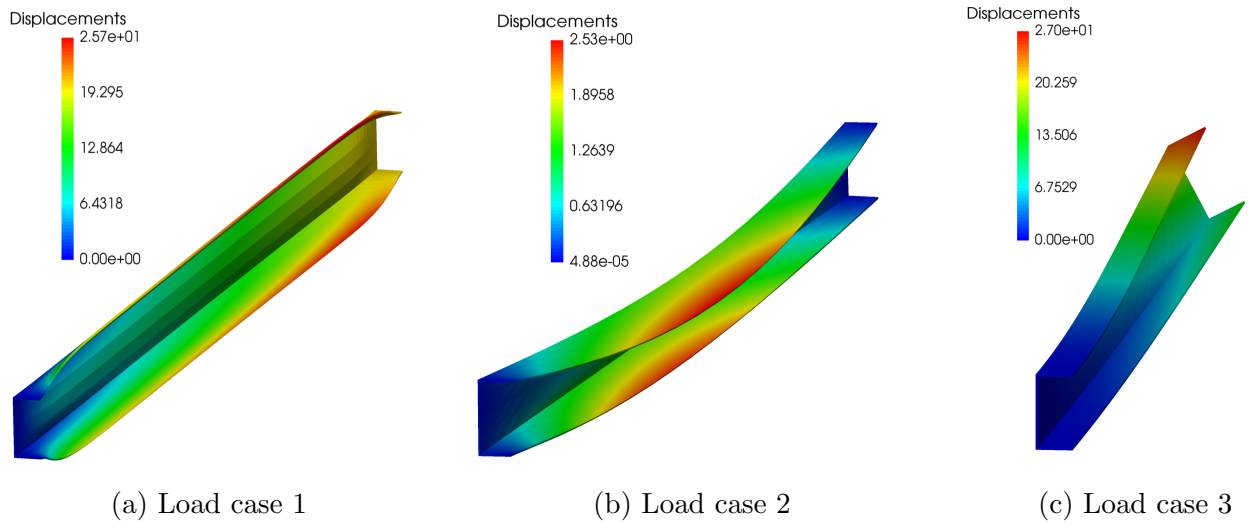 Displacements
2.57e+01
19.295
12.864
6.4318
0.00e+00
(a) Load case 1
Displacements
2.53e+00
1.8958
1.2639
0.63196
4.88e-05
(b) Load case 2
Displacements
2.70e+01
20.259
13.506
6.7529
0.00e+00
(c) Load case 3